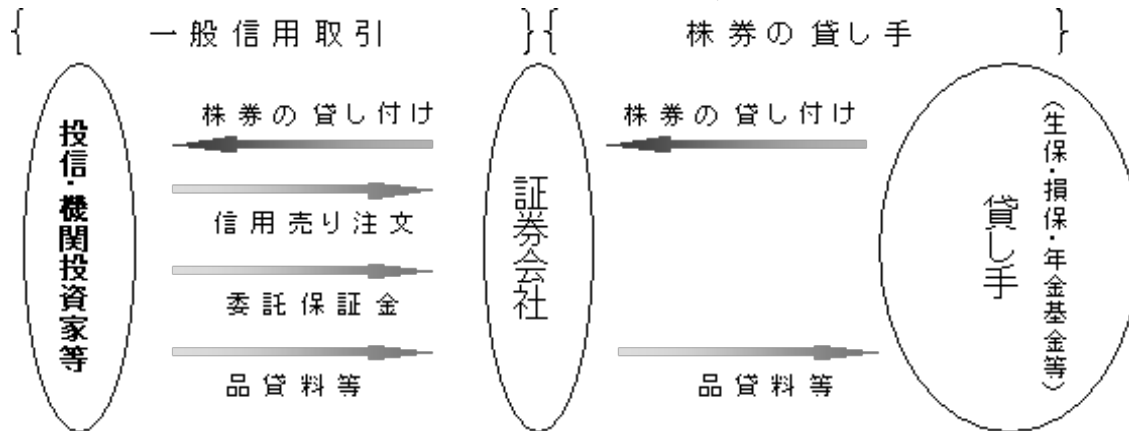 { 一般信用取引 }{ 株券の貸し手 }
投信・機関投資家等
株券の貸し付け
信用売り注文
委託保証金
品貸料等
証券会社
株券の貸し付け
品貸料等
貸し手
(生保・損保・年金基金等)